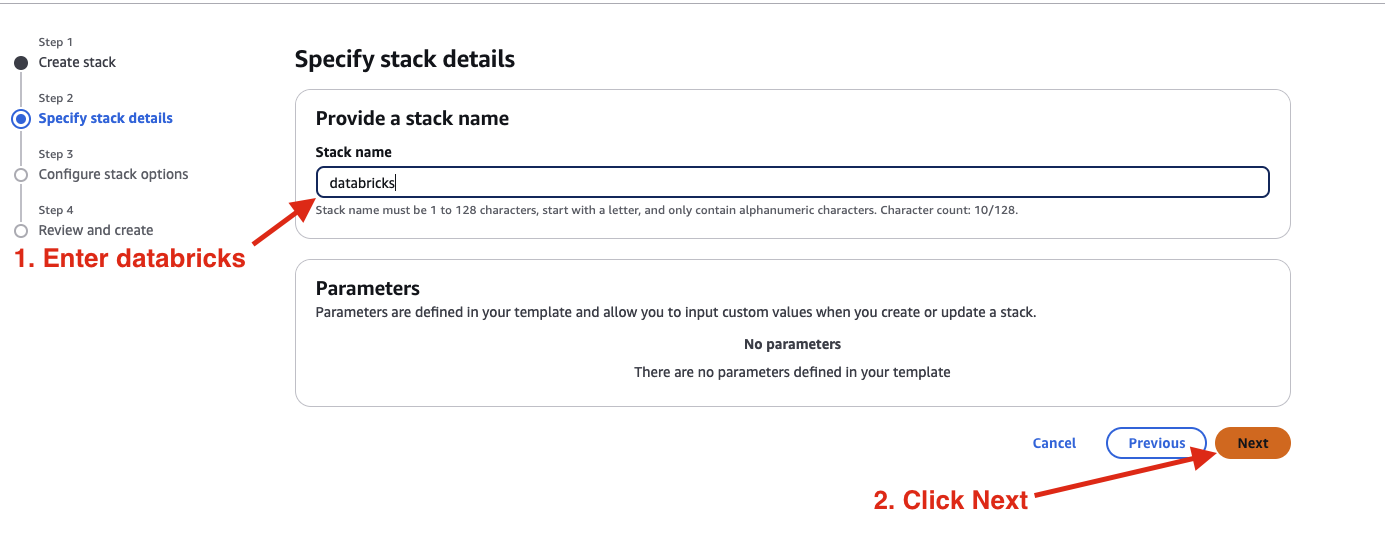 Step 1
Create stack
Step 2
Specify stack details
Step 3
Configure stack options
Step 4
Review and create
1. Enter databricks
Specify stack details
Provide a stack name
Stack name
databricks
Stack name must be 1 to 128 characters, start with a letter, and only contain alphanumeric characters. Character count: 10/128.
Parameters
Parameters are defined in your template and allow you to input custom values when you create or update a stack.
No parameters
There are no parameters defined in your template
Cancel
Previous
Next
2. Click Next